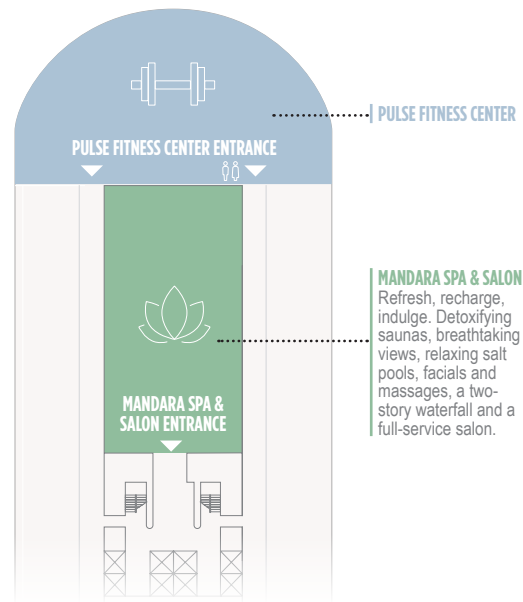 PULSE FITNESS CENTER
PULSE FITNESS CENTER ENTRANCE
MANDARA SPA & SALON
Refresh, recharge,
indulge. Detoxifying
saunas, breathtaking
views, relaxing salt
pools, facials and
massages, a two-
story waterfall and a
full-service salon.
MANDARA SPA &
SALON ENTRANCE